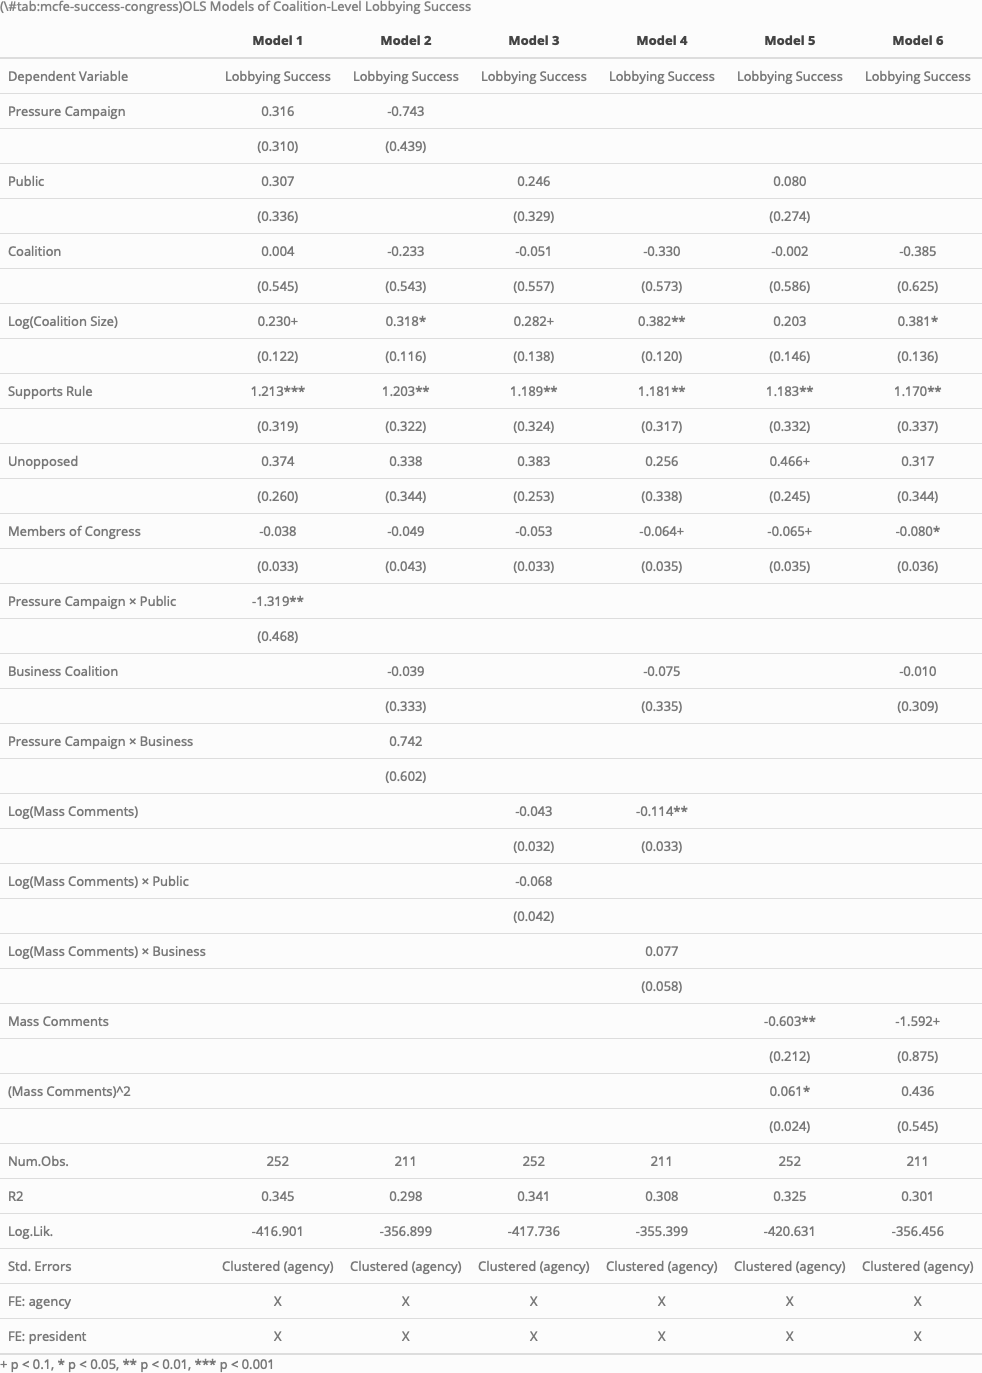 (\#tab:mcfe-success-congress)OLS Models of Coalition-Level Lobbying Success
Model 1 Model 2 Model 3 Model 4 Model 5 Model 6
Dependent Variable Lobbying Success Lobbying Success Lobbying Success Lobbying Success Lobbying Success Lobbying Success
Pressure Campaign 0.316 -0.743
(0.310) (0.439)
Public 0.307 0.246 0.080
(0.336) (0.329) (0.274)
Coalition 0.004 -0.233 -0.051 -0.330 -0.002 -0.385
(0.545) (0.543) (0.557) (0.573) (0.586) (0.625)
Log(Coalition Size) 0.230+ 0.318* 0.282+ 0.382** 0.203 0.381*
(0.122) (0.116) (0.138) (0.120) (0.146) (0.136)
Supports Rule 1.213*** 1.203** 1.189** 1.181** 1.183** 1.170**
(0.319) (0.322) (0.324) (0.317) (0.332) (0.337)
Unopposed 0.374 0.338 0.383 0.256 0.466+ 0.317
(0.260) (0.344) (0.253) (0.338) (0.245) (0.344)
Members of Congress -0.038 -0.049 -0.053 -0.064+ -0.065+ -0.080*
(0.033) (0.043) (0.033) (0.035) (0.035) (0.036)
Pressure Campaign × Public -1.319**
(0.468)
Business Coalition -0.039 -0.075 -0.010
(0.333) (0.335) (0.309)
Pressure Campaign × Business 0.742
(0.602)
Log(Mass Comments) -0.043 -0.114**
(0.032) (0.033)
Log(Mass Comments) × Public -0.068
(0.042)
Log(Mass Comments) × Business 0.077
(0.058)
Mass Comments -0.603** -1.592+
(0.212) (0.875)
(Mass Comments)^2 0.061* 0.436
(0.024) (0.545)
Num.Obs. 252 211 252 211 252 211
R2 0.345 0.298 0.341 0.308 0.325 0.301
Log.Lik. -416.901 -356.899 -417.736 -355.399 -420.631 -356.456
Std. Errors Clustered (agency) Clustered (agency) Clustered (agency) Clustered (agency) Clustered (agency) Clustered (agency)
FE: agency X X X X X X
FE: president X X X X X X
+ p < 0.1, * p < 0.05, ** p < 0.01, *** p < 0.001